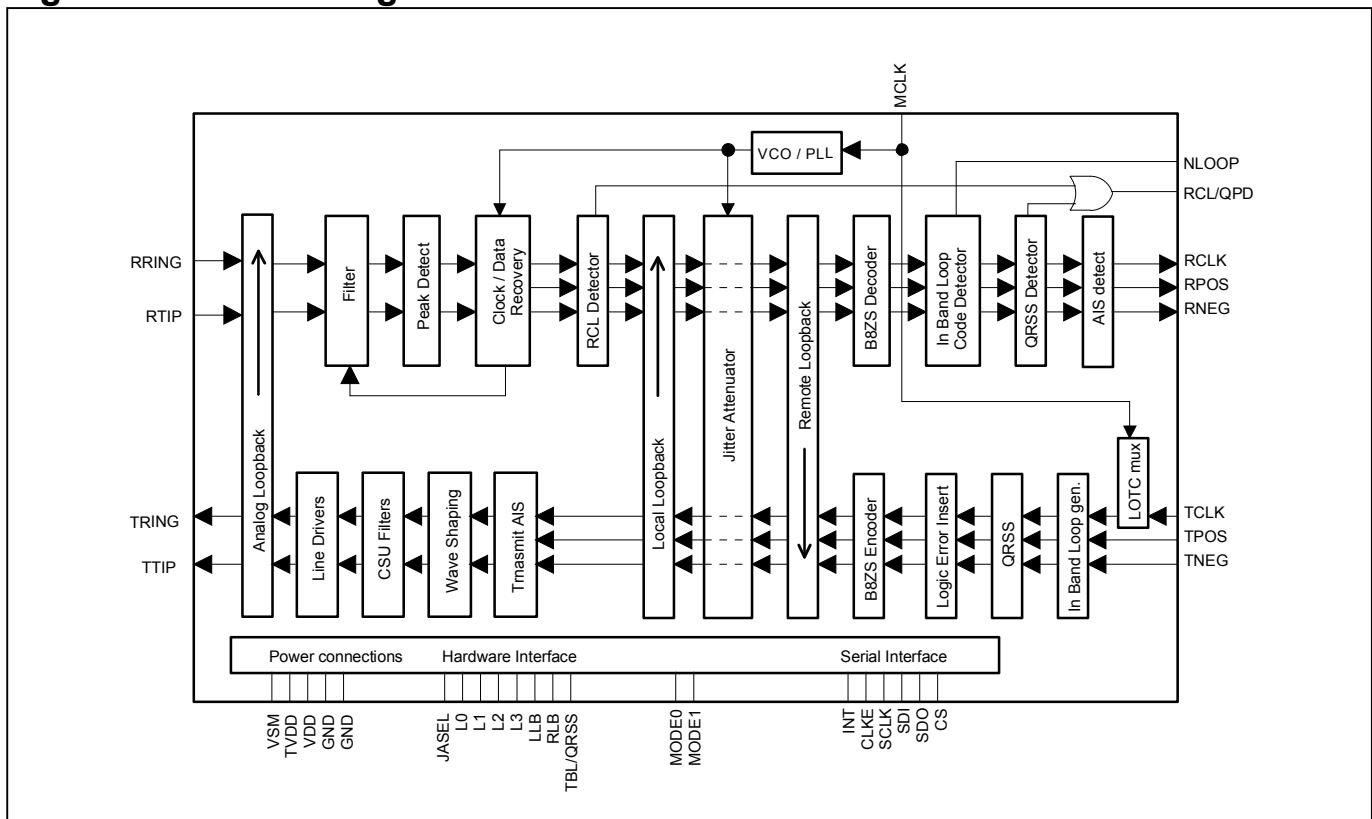 MCLK
VCO / PLL
NLOOP
RCL/QPD
RRING
RTIP
Analog Loopback
Filter
Peak Detect
Clock / Data
Recovery
RCL Detector
Local Loopback
Jitter Attenuator
Remote Loopback
B8ZS Decoder
In Band Loop
Code Detector
QRSS Detector
AIS detect
RCLK
RPOS
RNEG
TRING
TTIP
Line Drivers
CSU Filters
Wave Shaping
Trnasmit AIS
B8ZS Encoder
Logic Error Insert
QRSS
In Band Loop gen.
LOTC mux
TCLK
TPOS
TNEG
Power connections
Hardware Interface
Serial Interface
VSM
TVDD
VDD
GND
GND
JASEL
L0
L1
L2
L3
LLB
RLB
TBL/QRSS
MODE0
MODE1
INT
CLKE
SCLK
SDI
SDO
CS